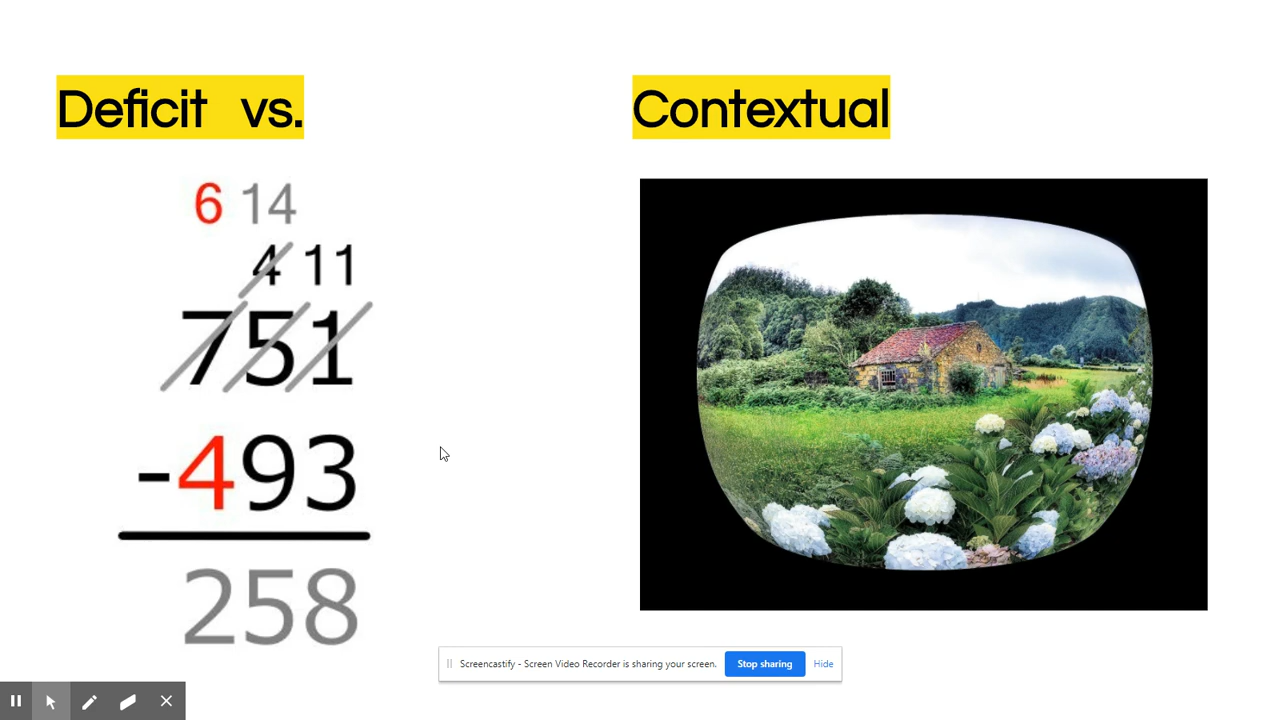 Deficit vs.
Contextual
6 14
4 11
751
-493
258
Screencastify - Screen Video Recorder is sharing your screen.
Stop sharing
Hide